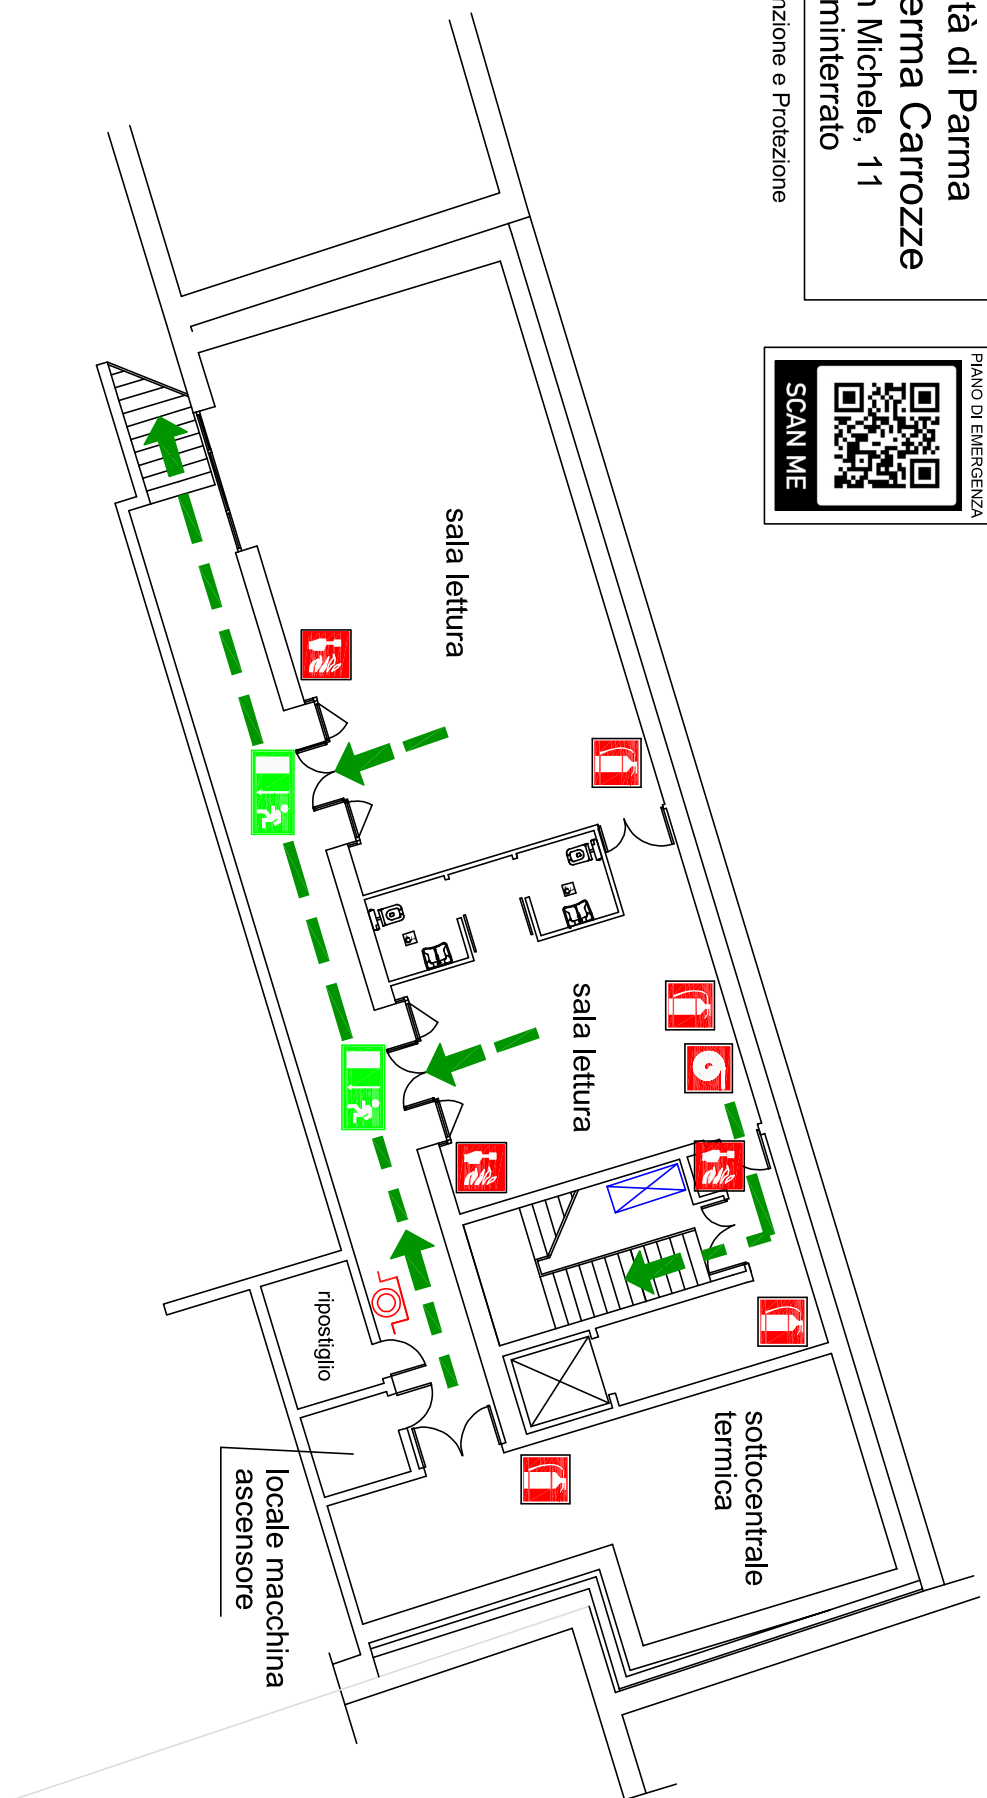 tà di Parma
erma Carrozze
Michele, 11
minterrato
nzione e Protezione
PIANO DI EMERGENZA
SCAN ME
sala lettura
sala lettura
ripostiglio
sottocentrale
termica
locale macchina
ascensore